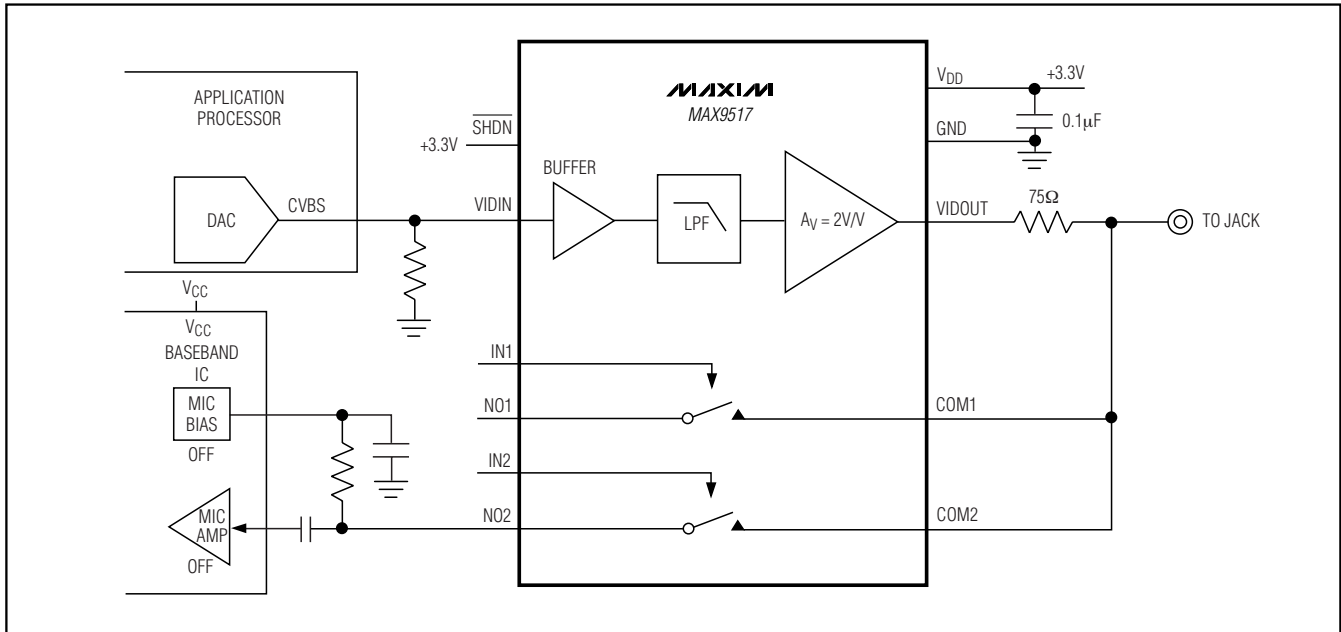 APPLICATION
PROCESSOR
DAC
CVBS
VCC
VCC
BASEBAND
IC
MIC
BIAS
OFF
MIC
AMP
OFF
MAXIM
MAX9517
SHDN
+3.3V
BUFFER
VIDIN
LPF
AV = 2V/V
IN1
NO1
IN2
NO2
VDD
+3.3V
0.1μF
GND
75Ω
VIDOUT
TO JACK
COM1
COM2